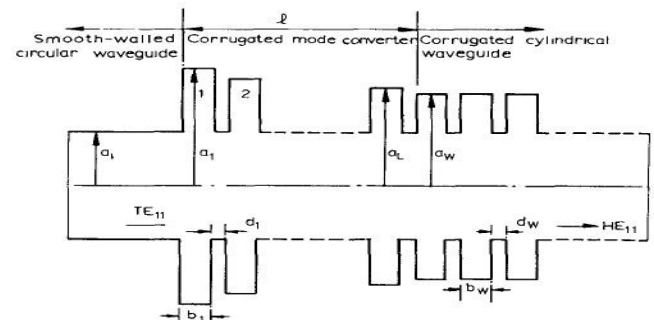 ℓ
Smooth-walled circular waveguide
Corrugated mode converter
Corrugated cylindrical waveguide
1
2
aᵢ
a₁
a_L
a_W
TE₁₁
d₁
d_W
HE₁₁
b₁
b_W